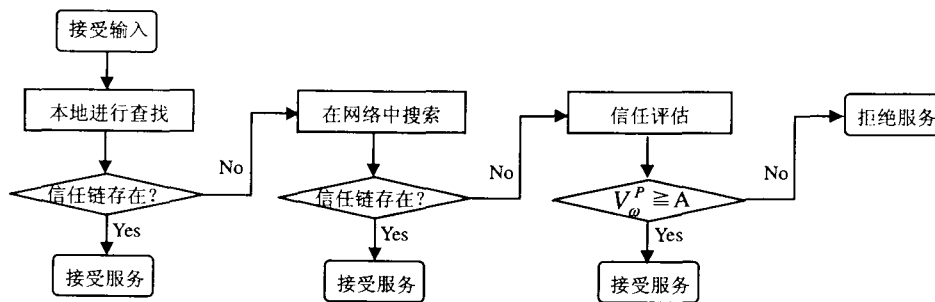 接受输入
本地进行查找
信任链存在?
No
Yes
接受服务
在网络中搜索
信任链存在?
No
Yes
接受服务
信任评估
V_ω^P ≧ A
No
Yes
接受服务
拒绝服务